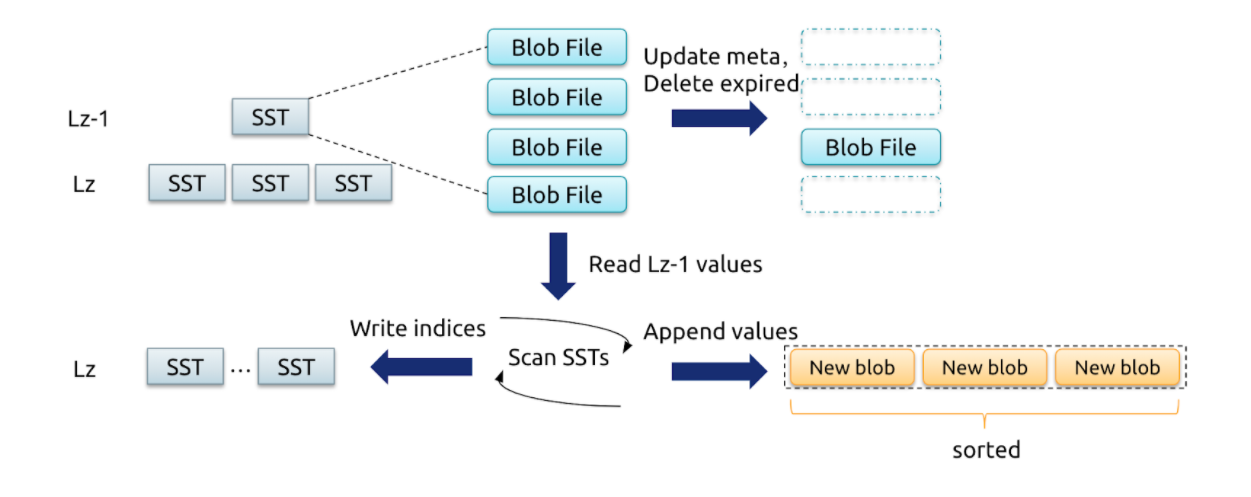 Blob File
Update meta,
Delete expired
Blob File
Lz-1
SST
Blob File
Blob File
Lz
SST
SST
SST
Blob File
Read Lz-1 values
Write indices
Append values
Lz
SST
...
SST
Scan SSTs
New blob
New blob
New blob
sorted